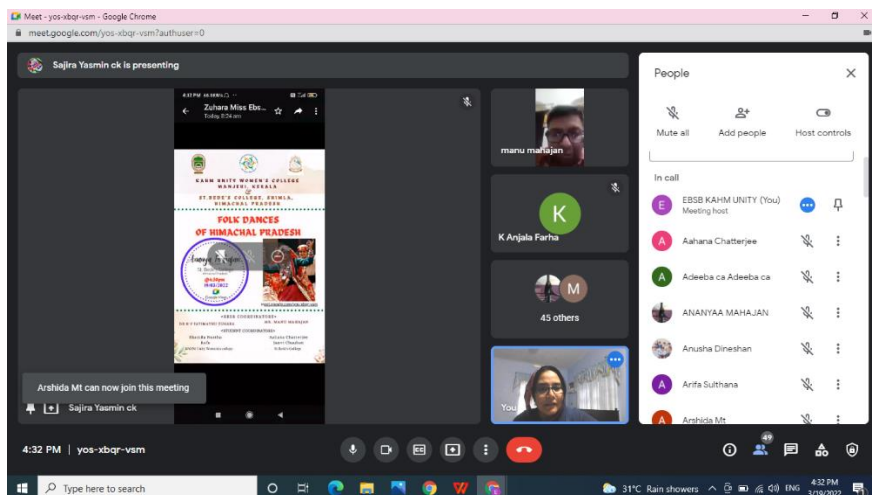 Meet - yos-xbqr-vsm - Google Chrome
meet.google.com/yos-xbqr-vsm?authuser=0
Sajira Yasmin ck is presenting
Zuhara Miss Ebs...
Today, 8:24 am
KAHM UNITY WOMEN'S COLLEGE
MANJERI, KERALA
&
ST.BEDE'S COLLEGE, SHIMLA,
HIMACHAL PRADESH
FOLK DANCES
OF HIMACHAL PRADESH
Google Meet
Arshida Mt can now join this meeting
Sajira Yasmin ck
manu mahajan
K
K Anjala Farha
M
45 others
You
People
Mute all
Add people
Host controls
In call
E
EBSB KAHM UNITY (You)
Meeting host
A
Aahana Chatterjee
A
Adeeba ca Adeeba ca
ANANYAA MAHAJAN
Anusha Dineshan
A
Arifa Sulthana
A
Arshida Mt
4:32 PM | yos-xbqr-vsm
49
Type here to search
31°C Rain showers
ENG
4:32 PM
3/19/2022